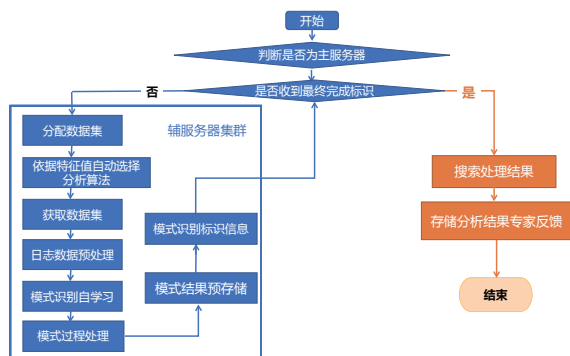 开始
判断是否为主服务器
是否收到最终完成标识
否
是
辅服务器集群
分配数据集
依据特征值自动选择
分析算法
获取数据集
日志数据预处理
模式识别自学习
模式过程处理
模式结果预存储
模式识别标识信息
搜索处理结果
存储分析结果专家反馈
结束